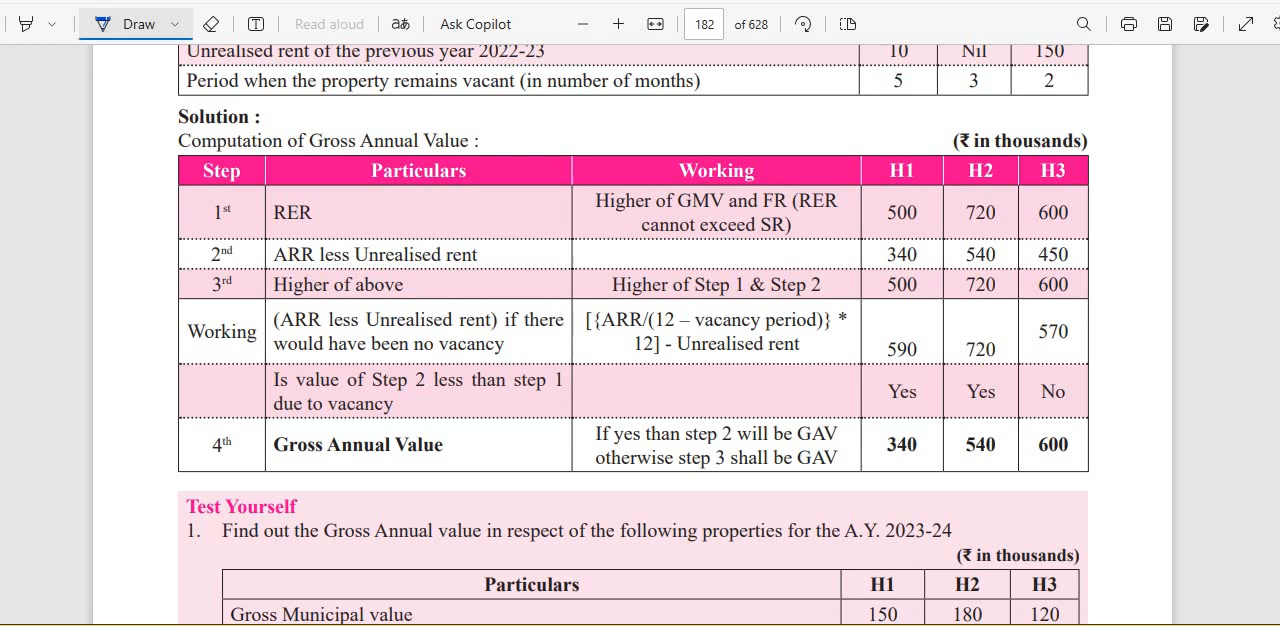 Draw
Read aloud
aあ
Ask Copilot
182
of 628
Unrealised rent of the previous year 2022-23 10 Nil 150
Period when the property remains vacant (in number of months) 5 3 2
Solution :
Computation of Gross Annual Value : (₹ in thousands)
Step Particulars Working H1 H2 H3
1st RER Higher of GMV and FR (RER cannot exceed SR) 500 720 600
2nd ARR less Unrealised rent 340 540 450
3rd Higher of above Higher of Step 1 & Step 2 500 720 600
Working (ARR less Unrealised rent) if there would have been no vacancy [{ARR/(12 – vacancy period)} * 12] - Unrealised rent 590 720 570
Is value of Step 2 less than step 1 due to vacancy Yes Yes No
4th Gross Annual Value If yes than step 2 will be GAV otherwise step 3 shall be GAV 340 540 600
Test Yourself
1. Find out the Gross Annual value in respect of the following properties for the A.Y. 2023-24
(₹ in thousands)
Particulars H1 H2 H3
Gross Municipal value 150 180 120